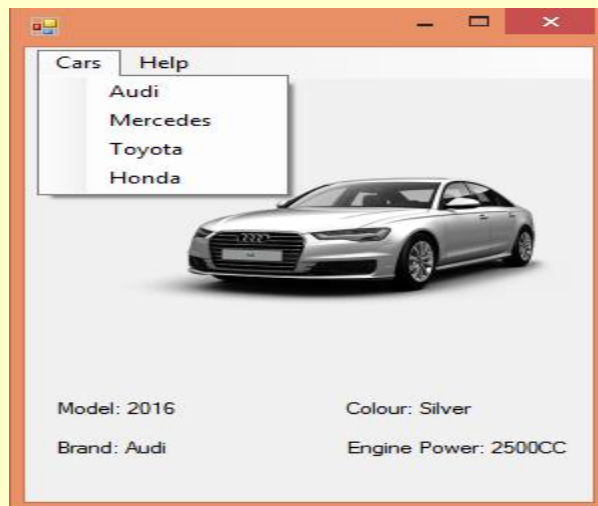 Cars Help
Audi
Mercedes
Toyota
Honda
Model: 2016 Colour: Silver
Brand: Audi Engine Power: 2500CC